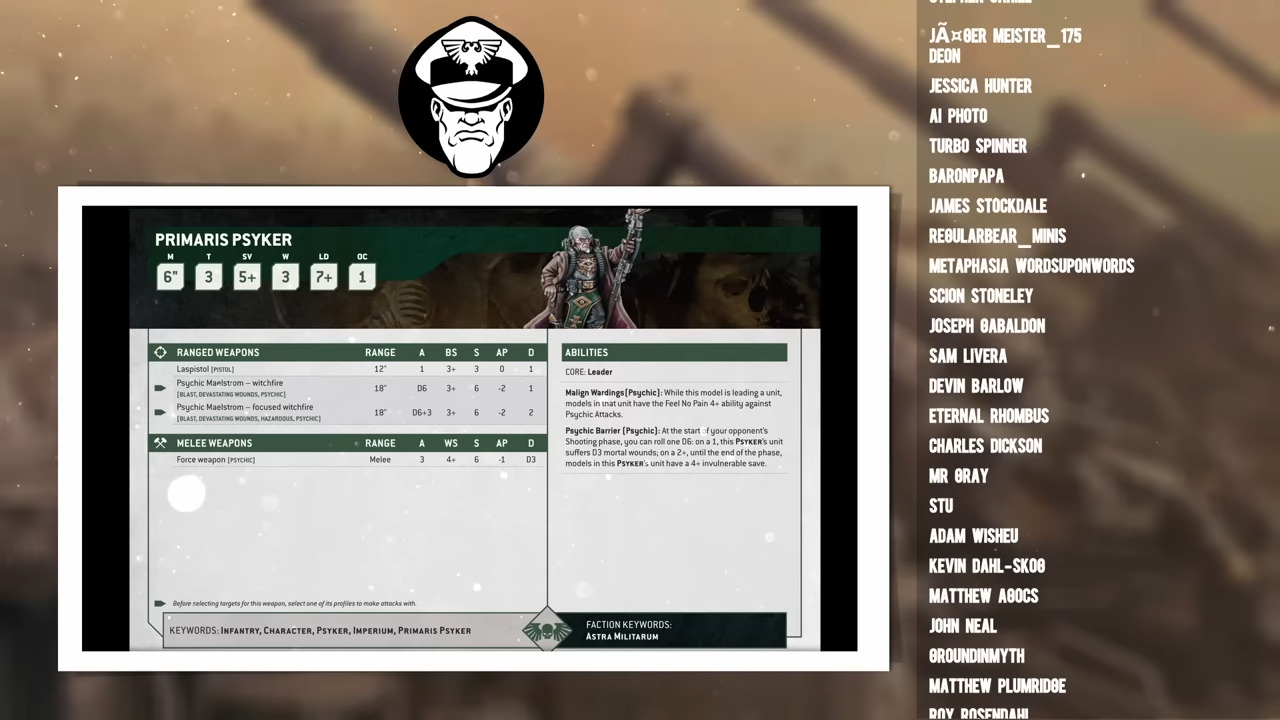 PRIMARIS PSYKER
M T SV W LD OC
6" 3 5+ 3 7+ 1
RANGED WEAPONS RANGE A BS S AP D
Laspistol [PISTOL] 12" 1 3+ 3 0 1
Psychic Maelstrom – witchfire
[BLAST, DEVASTATING WOUNDS, PSYCHIC] 18" D6 3+ 6 -2 1
Psychic Maelstrom – focused witchfire
[BLAST, DEVASTATING WOUNDS, HAZARDOUS, PSYCHIC] 18" D6+3 3+ 6 -2 2
MELEE WEAPONS RANGE A WS S AP D
Force weapon [PSYCHIC] Melee 3 4+ 6 -1 D3
Before selecting targets for this weapon, select one of its profiles to make attacks with.
KEYWORDS: INFANTRY, CHARACTER, PSYKER, IMPERIUM, PRIMARIS PSYKER
ABILITIES
CORE: Leader
Malign Wardings (Psychic): While this model is leading a unit,
models in that unit have the Feel No Pain 4+ ability against
Psychic Attacks.
Psychic Barrier (Psychic): At the start of your opponent's
Shooting phase, you can roll one D6: on a 1, this PSYKER's unit
suffers D3 mortal wounds; on a 2+, until the end of the phase,
models in this PSYKER's unit have a 4+ invulnerable save.
FACTION KEYWORDS:
ASTRA MILITARUM
JÃ¤GER MEISTER_175
DEON
JESSICA HUNTER
AI PHOTO
TURBO SPINNER
BARONPAPA
JAMES STOCKDALE
REGULARBEAR_MINIS
METAPHASIA WORDSUPONWORDS
SCION STONELEY
JOSEPH GABALDON
SAM LIVERA
DEVIN BARLOW
ETERNAL RHOMBUS
CHARLES DICKSON
MR GRAY
STU
ADAM WISHEU
KEVIN DAHL-SKOG
MATTHEW AGOCS
JOHN NEAL
GROUNDINMYTH
MATTHEW PLUMRIDGE
ROY ROSENDAHL